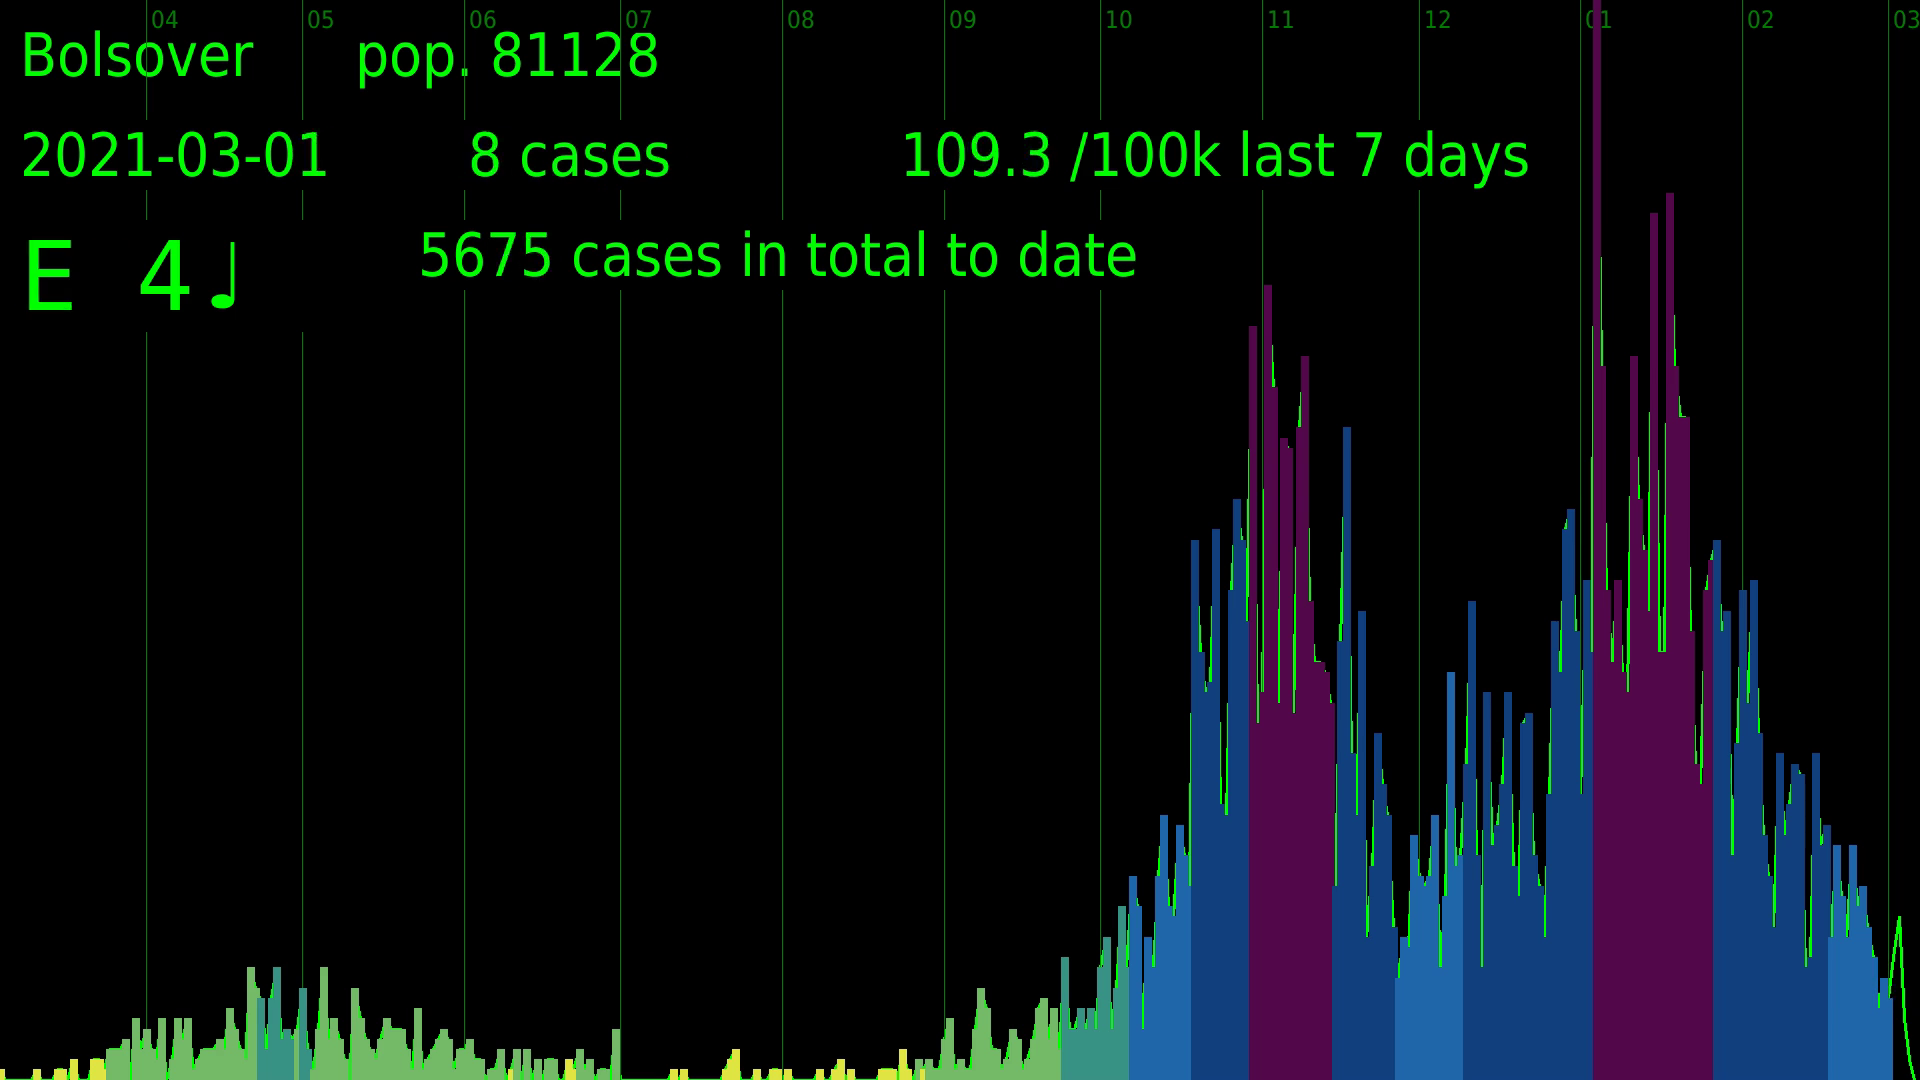 04 05 06 07 08 09 10 11 12 01 02 03
Bolsover pop. 81128
2021-03-01 8 cases 109.3 /100k last 7 days
E 4♩ 5675 cases in total to date